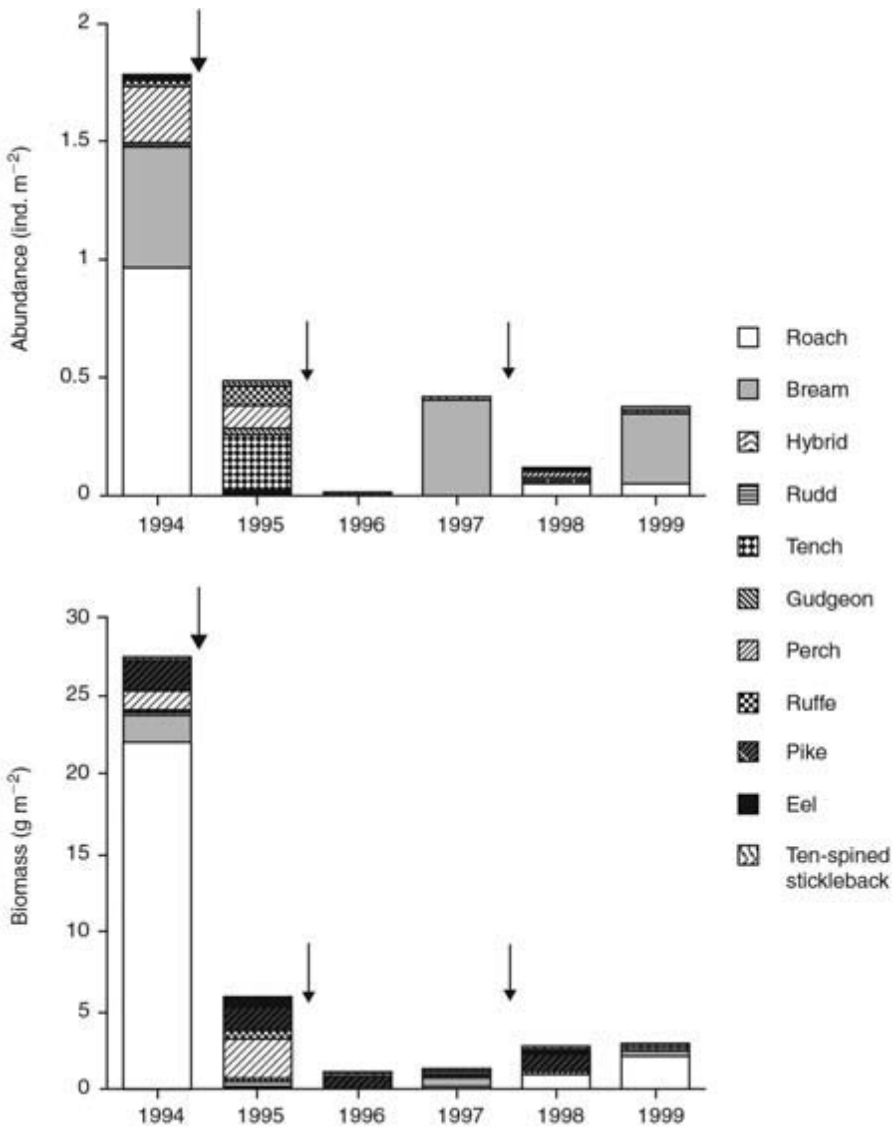 Abundance (ind. m⁻²)
2
1.5
1
0.5
0
1994 1995 1996 1997 1998 1999
Biomass (g m⁻²)
30
25
20
15
10
5
0
1994 1995 1996 1997 1998 1999
Roach
Bream
Hybrid
Rudd
Tench
Gudgeon
Perch
Ruffe
Pike
Eel
Ten-spined
stickleback